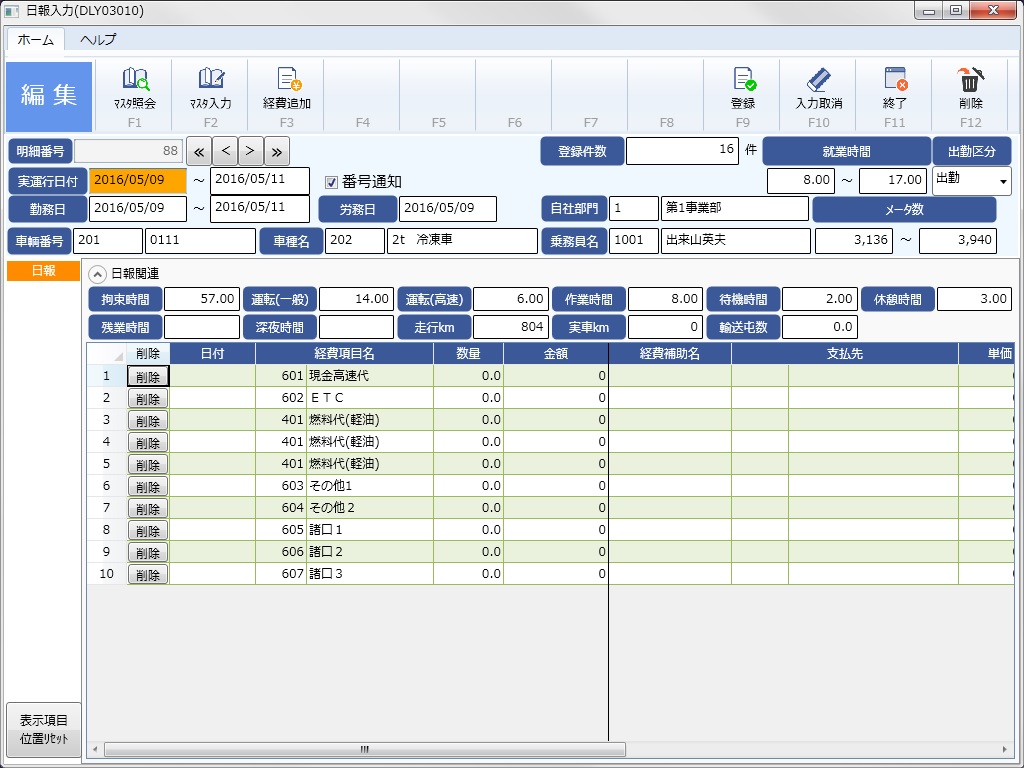 日報入力(DLY03010)
ホーム ヘルプ
編集
ﾏｽﾀ照会 ﾏｽﾀ入力 経費追加 登録 入力取消 終了 削除
F1 F2 F3 F4 F5 F6 F7 F8 F9 F10 F11 F12
明細番号 88 « < > » 登録件数 16 件 就業時間 出勤区分
実運行日付 2016/05/09 ～ 2016/05/11 番号通知 8.00 ～ 17.00 出勤
勤務日 2016/05/09 ～ 2016/05/11 労務日 2016/05/09 自社部門 1 第1事業部 メータ数
車輌番号 201 0111 車種名 202 2t 冷凍車 乗務員名 1001 出来山英夫 3,136 ～ 3,940
日報
日報関連
拘束時間 57.00 運転(一般) 14.00 運転(高速) 6.00 作業時間 8.00 待機時間 2.00 休憩時間 3.00
残業時間 深夜時間 走行km 804 実車km 0 輸送屯数 0.0
削除 日付 経費項目名 数量 金額 経費補助名 支払先 単価
1 削除 601 現金高速代 0.0 0
2 削除 602 ＥＴＣ 0.0 0
3 削除 401 燃料代(軽油) 0.0 0
4 削除 401 燃料代(軽油) 0.0 0
5 削除 401 燃料代(軽油) 0.0 0
6 削除 603 その他1 0.0 0
7 削除 604 その他２ 0.0 0
8 削除 605 諸口１ 0.0 0
9 削除 606 諸口２ 0.0 0
10 削除 607 諸口３ 0.0 0
表示項目
位置ﾘｾｯﾄ